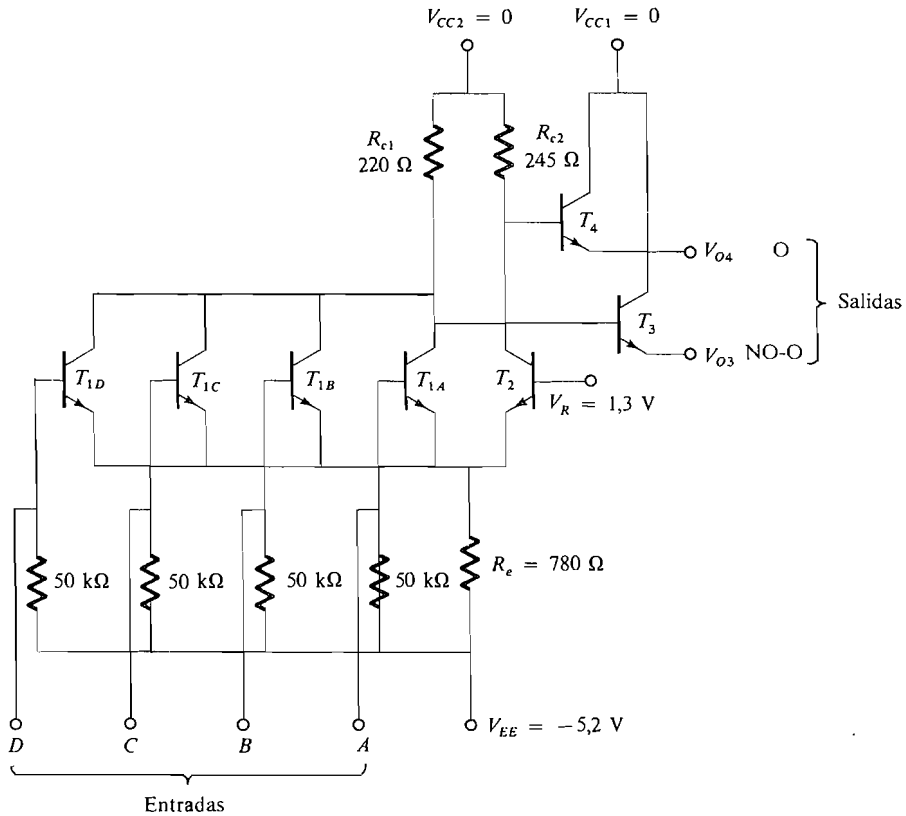 V_CC2 = 0
V_CC1 = 0
R_c1
220 Ω
R_c2
245 Ω
T_4
V_O4 O
Salidas
T_3
V_O3 NO-O
T_1D
T_1C
T_1B
T_1A
T_2
V_R = 1,3 V
50 kΩ
50 kΩ
50 kΩ
50 kΩ
R_e = 780 Ω
V_EE = −5,2 V
D
C
B
A
Entradas